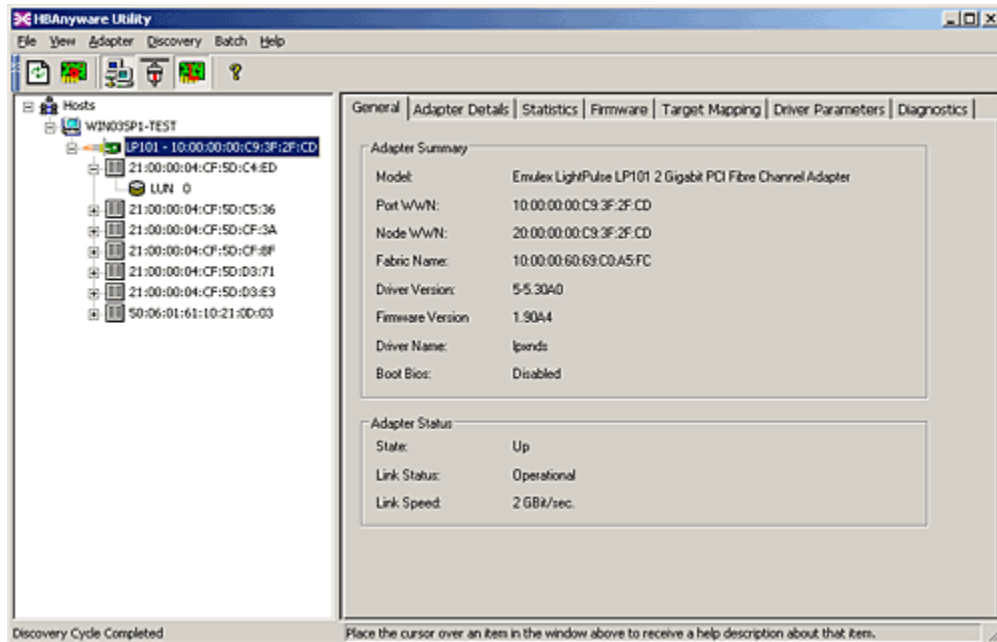 HBAnyware Utility
File View Adapter Discovery Batch Help
Hosts
WIN03SP1-TEST
LP101 - 10:00:00:00:C9:3F:2F:CD
21:00:00:04:CF:5D:C4:ED
LUN 0
21:00:00:04:CF:5D:C5:36
21:00:00:04:CF:5D:CF:3A
21:00:00:04:CF:5D:CF:8F
21:00:00:04:CF:5D:D3:71
21:00:00:04:CF:5D:D3:E3
50:06:01:61:10:21:0D:03
General Adapter Details Statistics Firmware Target Mapping Driver Parameters Diagnostics
Adapter Summary
Model: Emulex LightPulse LP101 2 Gigabit PCI Fibre Channel Adapter
Port WWN: 10:00:00:00:C9:3F:2F:CD
Node WWN: 20:00:00:00:C9:3F:2F:CD
Fabric Name: 10:00:00:60:69:C0:A5:FC
Driver Version: 5-5.30A0
Firmware Version 1.90A4
Driver Name: lpxnds
Boot Bios: Disabled
Adapter Status
State: Up
Link Status: Operational
Link Speed: 2 GBit/sec.
Discovery Cycle Completed
Place the cursor over an item in the window above to receive a help description about that item.